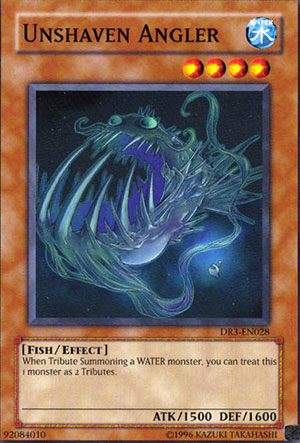 UNSHAVEN ANGLER
WATER
水
DR3-EN028
[FISH/EFFECT]
When Tribute Summoning a WATER monster, you can treat this
1 monster as 2 Tributes.
ATK/1500 DEF/1600
92084010
©1996 KAZUKI TAKAHASHI